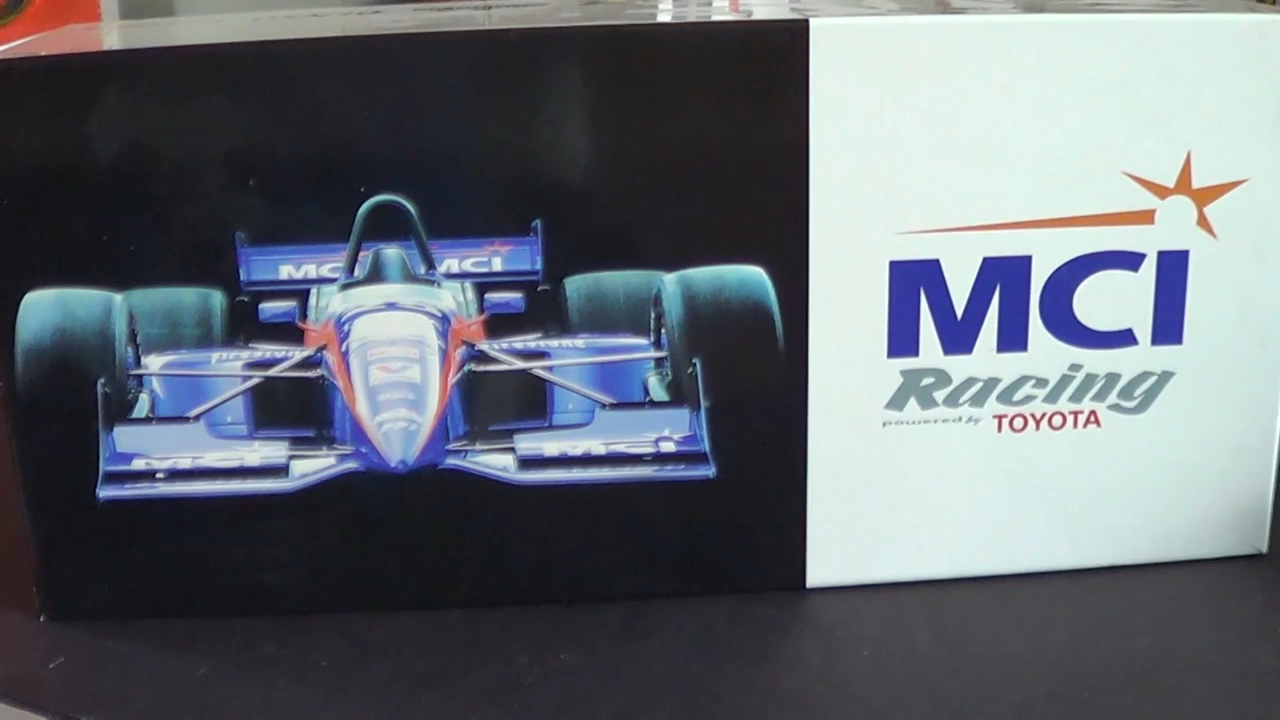 MCI MCI
Firestone Firestone
MCI MCI
MCI
Racing
powered by TOYOTA